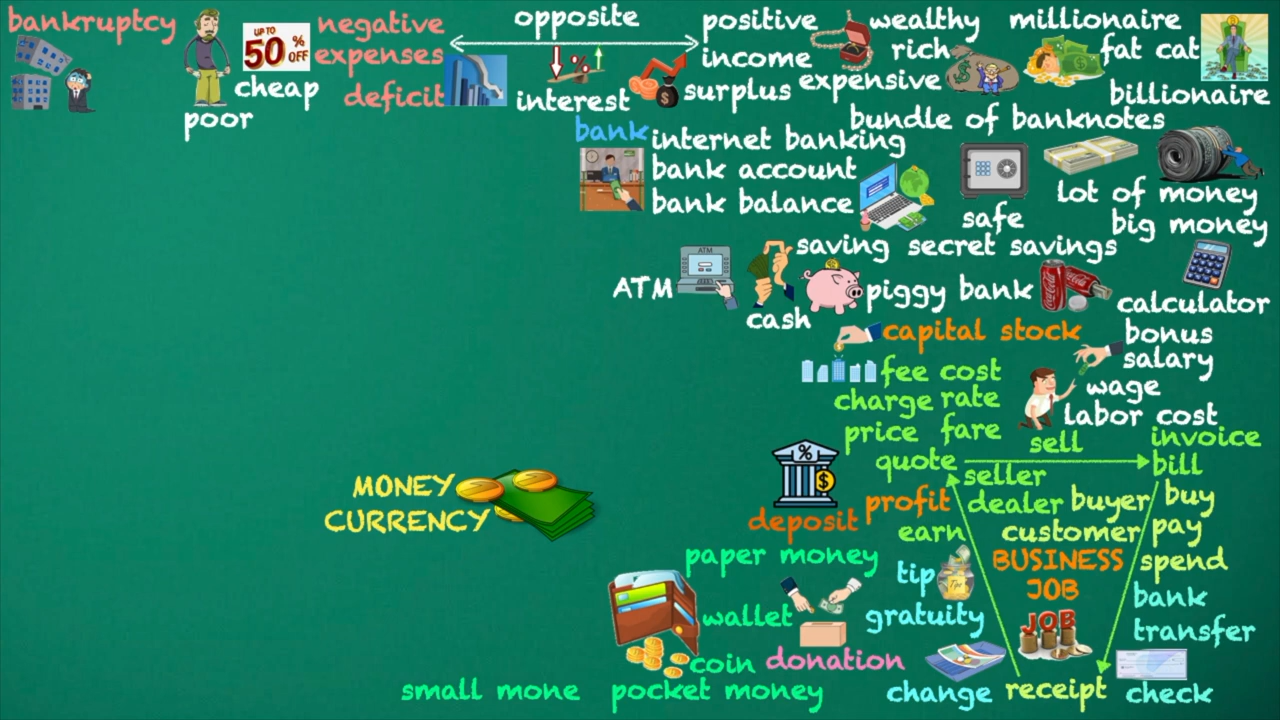 bankruptcy
UP TO
50 % OFF
cheap
poor
negative
expenses
deficit
opposite
interest
positive
income
surplus
wealthy
rich
expensive
millionaire
fat cat
billionaire
bank
internet banking
bank account
bank balance
bundle of banknotes
safe
lot of money
big money
ATM
ATM
cash
saving
secret savings
piggy bank
calculator
capital stock
bonus
salary
wage
labor cost
fee cost
charge rate
price fare
quote
sell
seller
dealer
invoice
bill
buyer
customer
buy
pay
spend
deposit
profit
earn
MONEY
CURRENCY
paper money
tip
Tips
gratuity
BUSINESS
JOB
JOB
bank
transfer
wallet
coin
donation
small mone
pocket money
change
receipt
check